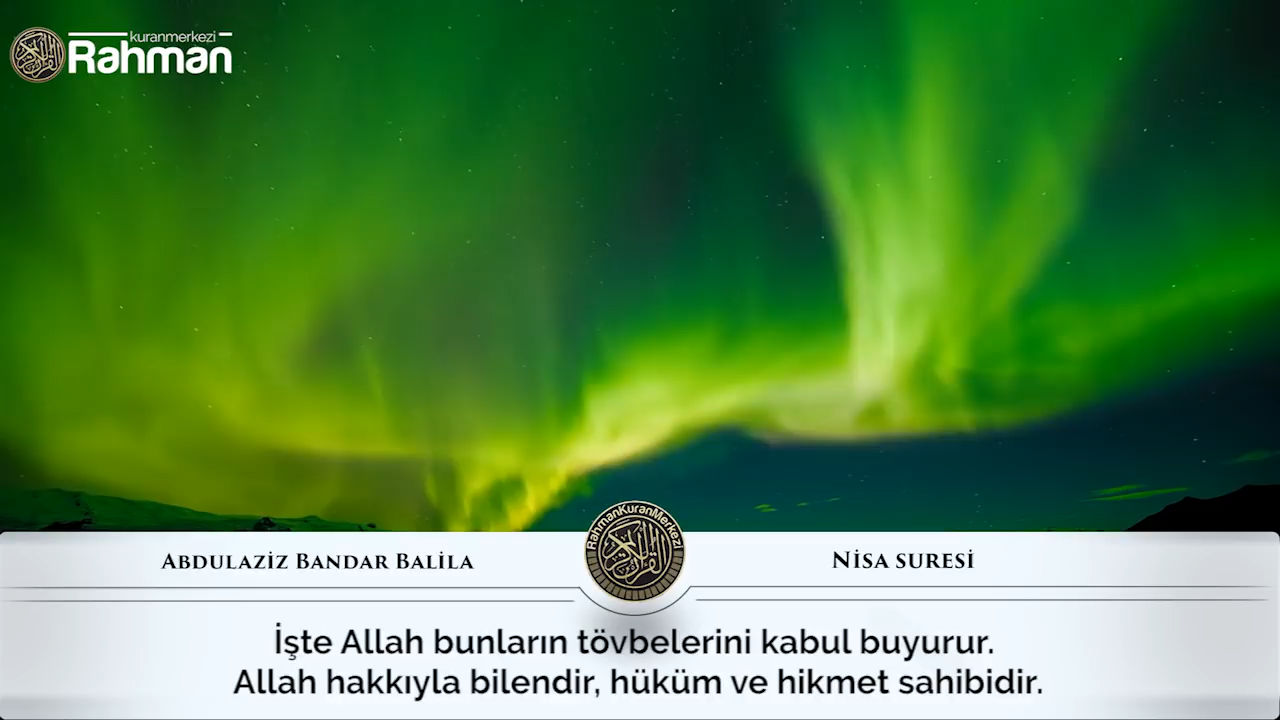 kuranmerkezi
Rahman
RahmanKuranMerkezi
Abdulaziz Bandar Balila
Nisa suresi
İşte Allah bunların tövbelerini kabul buyurur.
Allah hakkıyla bilendir, hüküm ve hikmet sahibidir.